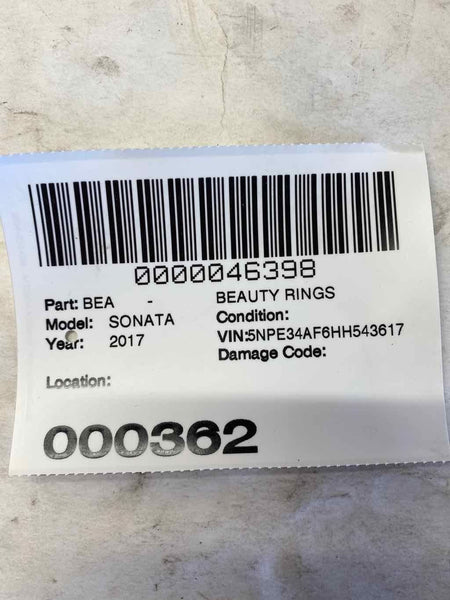 0000046398
Part: BEA - BEAUTY RINGS
Model: SONATA Condition:
Year: 2017 VIN:5NPE34AF6HH543617
Damage Code:
Location:
000362